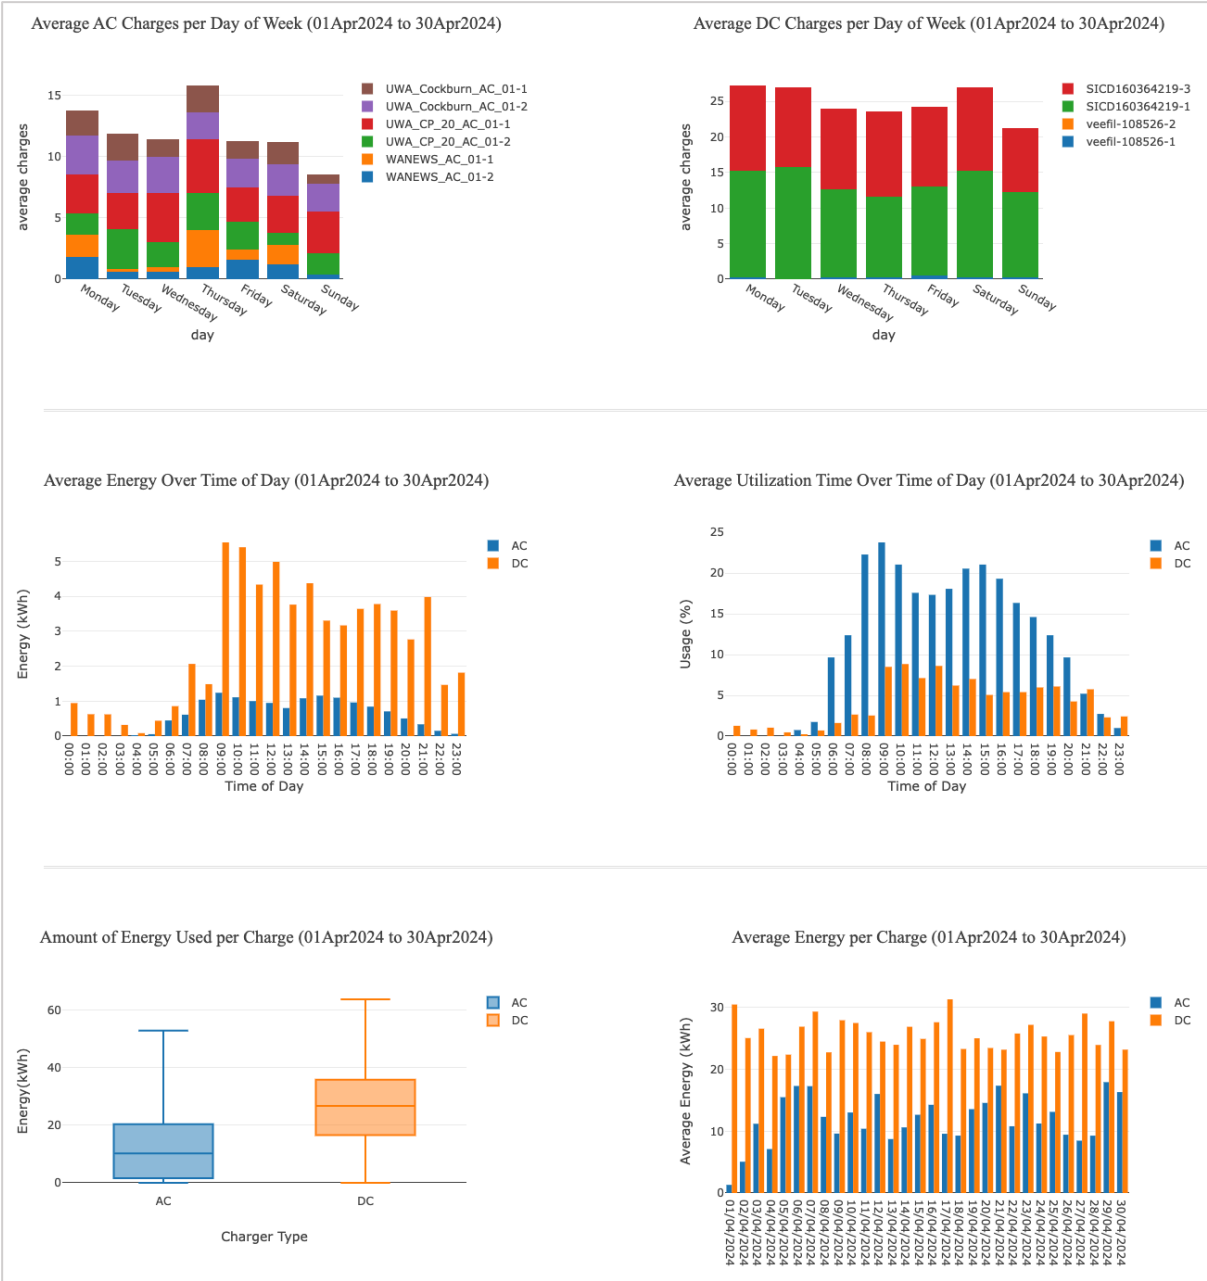 Average AC Charges per Day of Week (01Apr2024 to 30Apr2024)
average charges
15
10
5
0
Monday
Tuesday
Wednesday
Thursday
Friday
Saturday
Sunday
day
UWA_Cockburn_AC_01-1
UWA_Cockburn_AC_01-2
UWA_CP_20_AC_01-1
UWA_CP_20_AC_01-2
WANEWS_AC_01-1
WANEWS_AC_01-2
Average DC Charges per Day of Week (01Apr2024 to 30Apr2024)
average charges
25
20
15
10
5
0
Monday
Tuesday
Wednesday
Thursday
Friday
Saturday
Sunday
day
SICD160364219-3
SICD160364219-1
veefil-108526-2
veefil-108526-1
Average Energy Over Time of Day (01Apr2024 to 30Apr2024)
Energy (kWh)
5
4
3
2
1
0
00:00
01:00
02:00
03:00
04:00
05:00
06:00
07:00
08:00
09:00
10:00
11:00
12:00
13:00
14:00
15:00
16:00
17:00
18:00
19:00
20:00
21:00
22:00
23:00
Time of Day
AC
DC
Average Utilization Time Over Time of Day (01Apr2024 to 30Apr2024)
Usage (%)
25
20
15
10
5
0
00:00
01:00
02:00
03:00
04:00
05:00
06:00
07:00
08:00
09:00
10:00
11:00
12:00
13:00
14:00
15:00
16:00
17:00
18:00
19:00
20:00
21:00
22:00
23:00
Time of Day
AC
DC
Amount of Energy Used per Charge (01Apr2024 to 30Apr2024)
Energy(kWh)
60
40
20
0
AC
DC
Charger Type
AC
DC
Average Energy per Charge (01Apr2024 to 30Apr2024)
Average Energy (kWh)
30
20
10
0
01/04/2024
02/04/2024
03/04/2024
04/04/2024
05/04/2024
06/04/2024
07/04/2024
08/04/2024
09/04/2024
10/04/2024
11/04/2024
12/04/2024
13/04/2024
14/04/2024
15/04/2024
16/04/2024
17/04/2024
18/04/2024
19/04/2024
20/04/2024
21/04/2024
22/04/2024
23/04/2024
24/04/2024
25/04/2024
26/04/2024
27/04/2024
28/04/2024
29/04/2024
30/04/2024
AC
DC